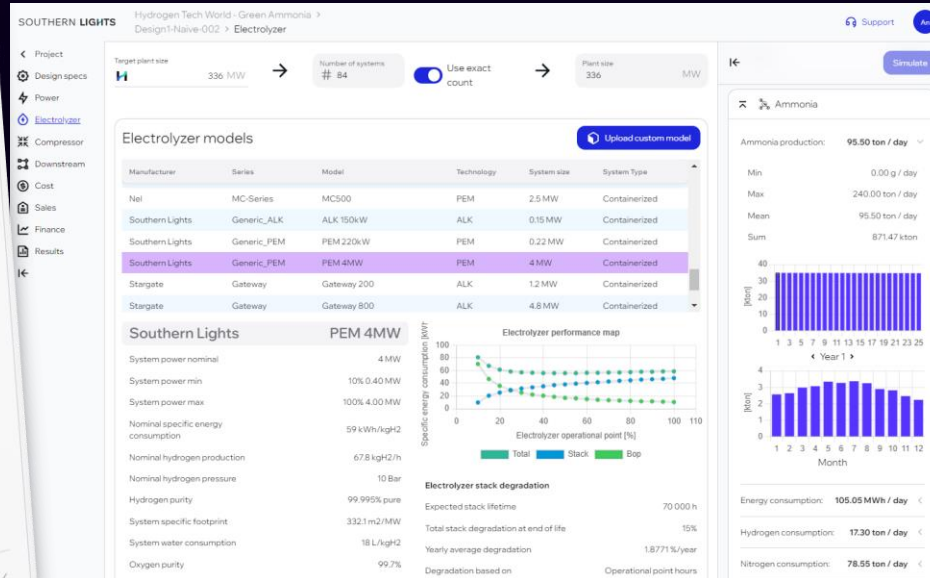 SOUTHERN LIGHTS
Hydrogen Tech World - Green Ammonia >
Design1-Naive-002 > Electrolyzer
Support
Project
Design specs
Power
Electrolyzer
Compressor
Downstream
Cost
Sales
Finance
Results
Target plant size
336 MW
Number of systems
# 84
Use exact
count
Plant size
336 MW
Simulate
Electrolyzer models
Upload custom model
Manufacturer Series Model Technology System size System Type
Nel MC-Series MC500 PEM 2.5 MW Containerized
Southern Lights Generic_ALK ALK 150kW ALK 0.15 MW Containerized
Southern Lights Generic_PEM PEM 220kW PEM 0.22 MW Containerized
Southern Lights Generic_PEM PEM 4MW PEM 4 MW Containerized
Stargate Gateway Gateway 200 ALK 1.2 MW Containerized
Stargate Gateway Gateway 800 ALK 4.8 MW Containerized
Southern Lights PEM 4MW
System power nominal 4 MW
System power min 10% 0.40 MW
System power max 100% 4.00 MW
Nominal specific energy
consumption 59 kWh/kgH2
Nominal hydrogen production 67.8 kgH2/h
Nominal hydrogen pressure 10 Bar
Hydrogen purity 99.995% pure
System specific footprint 332.1 m2/MW
System water consumption 18 L/kgH2
Oxygen purity 99.7%
Electrolyzer performance map
Specific energy consumption [kWh
100
80
60
40
20
0
0 20 40 60 80 100 110
Electrolyzer operational point [%]
Total Stack Bop
Electrolyzer stack degradation
Expected stack lifetime 70 000 h
Total stack degradation at end of life 15%
Yearly average degradation 1.8771 %/year
Degradation based on Operational point hours
Ammonia
Ammonia production: 95.50 ton / day
Min 0.00 g / day
Max 240.00 ton / day
Mean 95.50 ton / day
Sum 871.47 kton
40
30
20
10
0
[kton]
1 3 5 7 9 11 13 15 17 19 21 23 25
‹ Year 1 ›
4
3
2
1
0
[kton]
1 2 3 4 5 6 7 8 9 10 11 12
Month
Energy consumption: 105.05 MWh / day
Hydrogen consumption: 17.30 ton / day
Nitrogen consumption: 78.55 ton / day